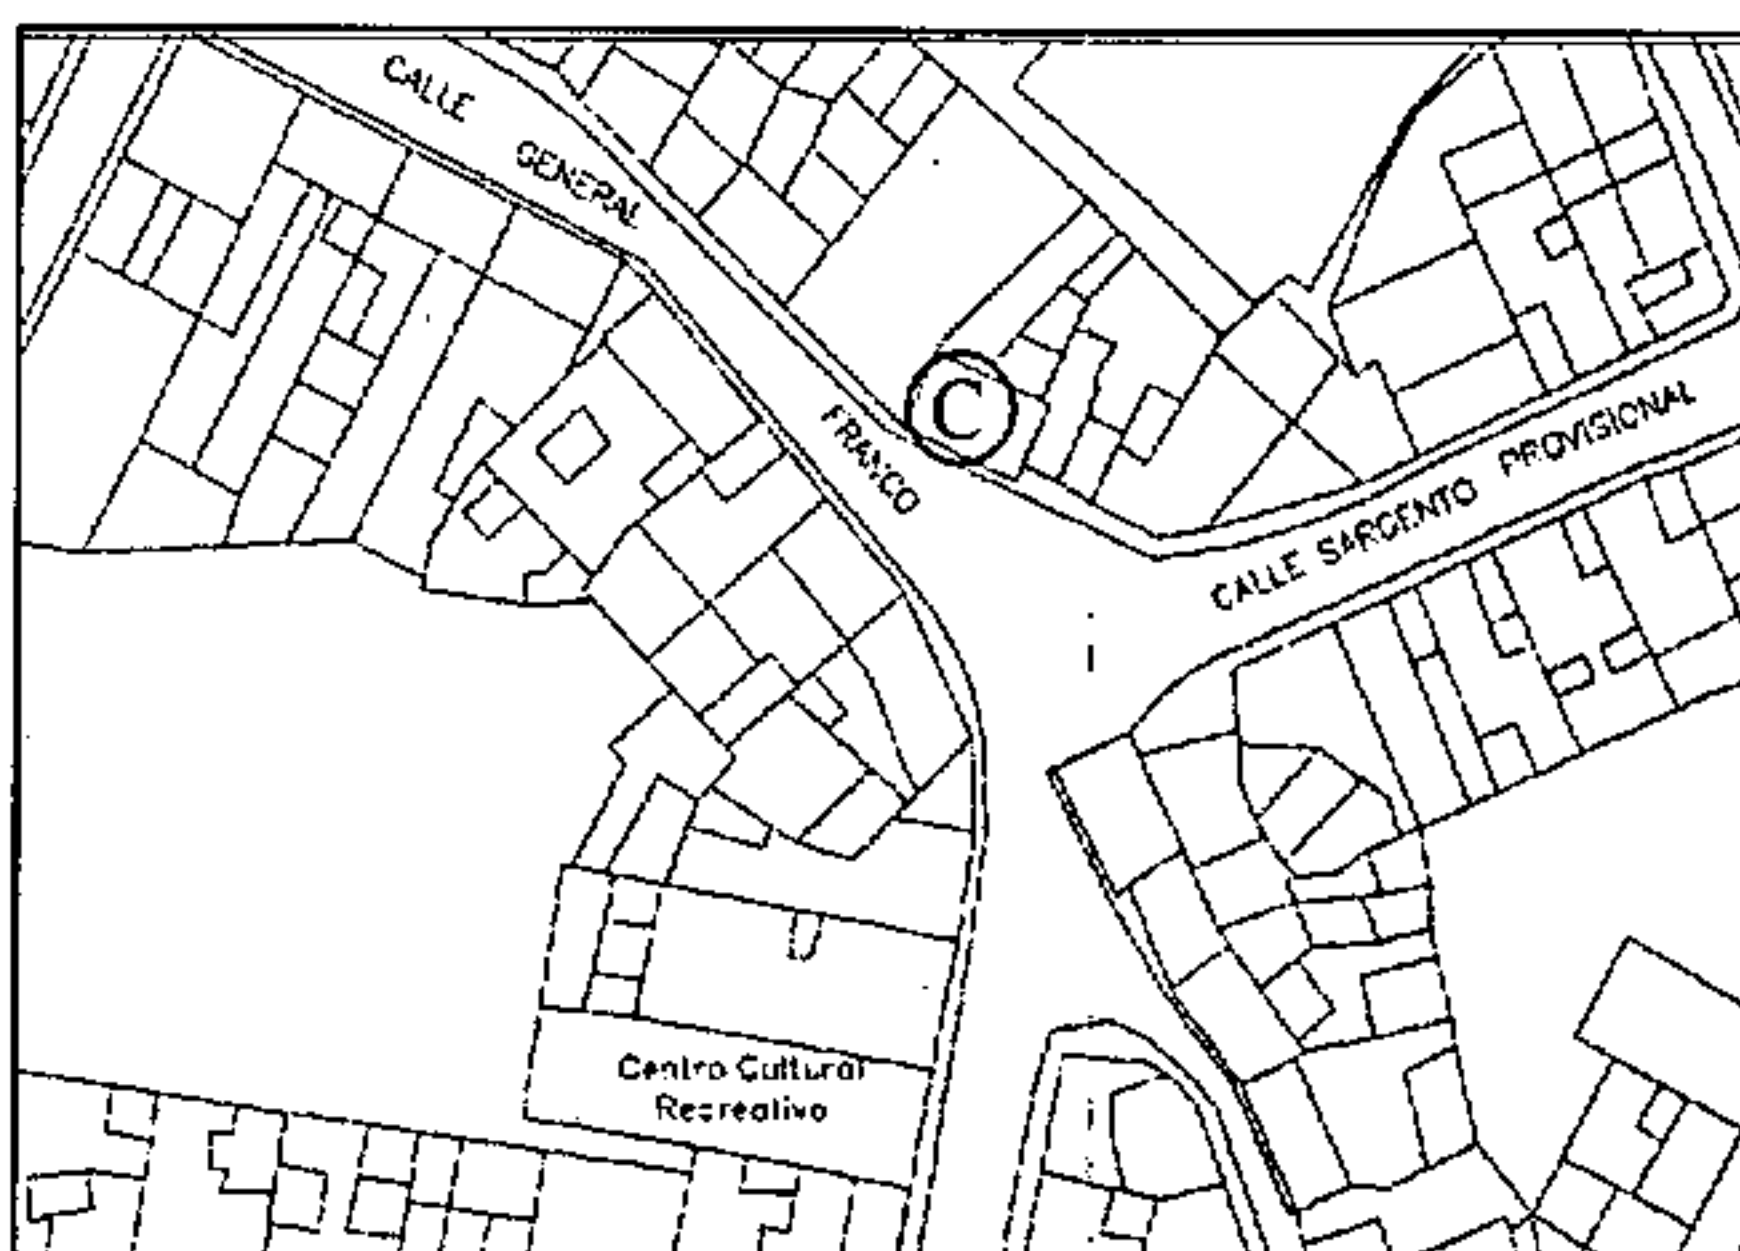 CALLE GENERAL FRANCO
C
CALLE SARGENTO PROVISIONAL
Centro Cultural
Recreativo